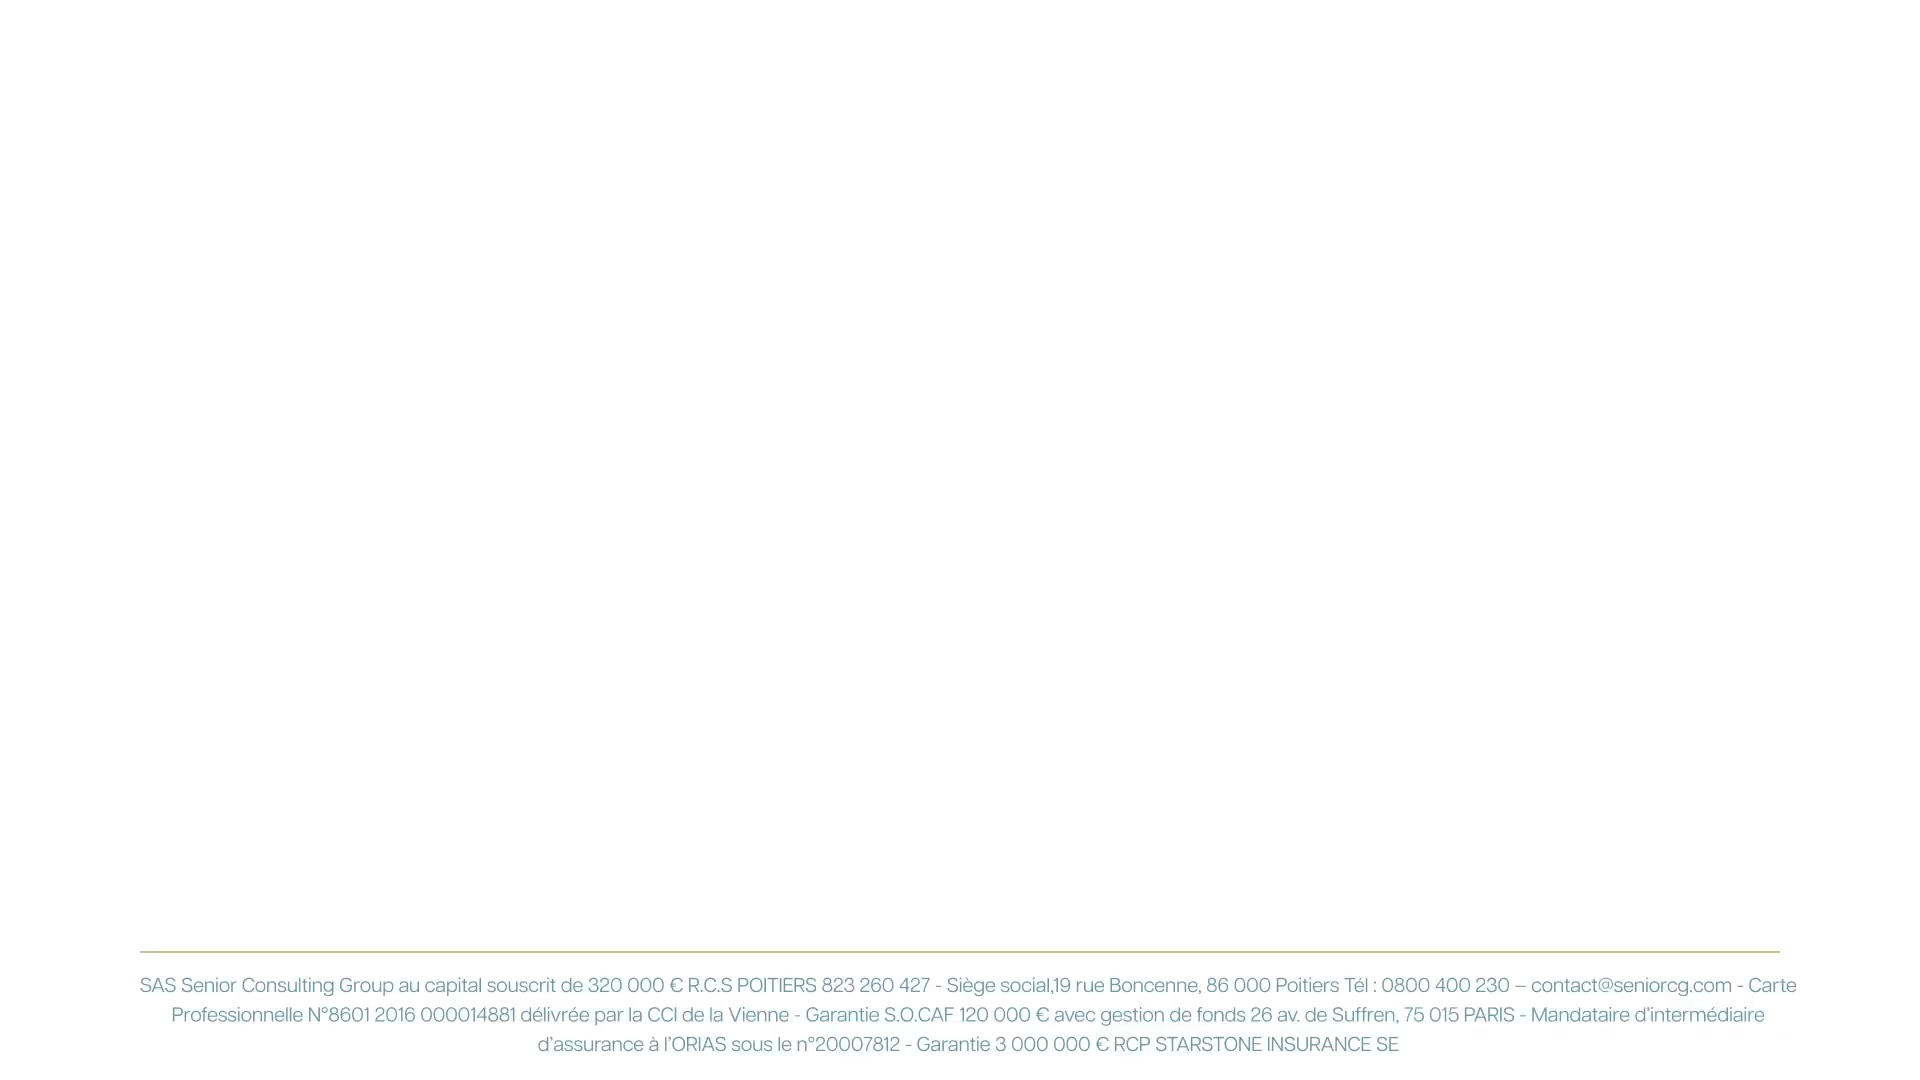 SAS Senior Consulting Group au capital souscrit de 320 000 € R.C.S POITIERS 823 260 427 - Siège social,19 rue Boncenne, 86 000 Poitiers Tél : 0800 400 230 – contact@seniorcg.com - Carte
Professionnelle N°8601 2016 000014881 délivrée par la CCI de la Vienne - Garantie S.O.CAF 120 000 € avec gestion de fonds 26 av. de Suffren, 75 015 PARIS - Mandataire d'intermédiaire
d’assurance à l’ORIAS sous le n°20007812 - Garantie 3 000 000 € RCP STARSTONE INSURANCE SE